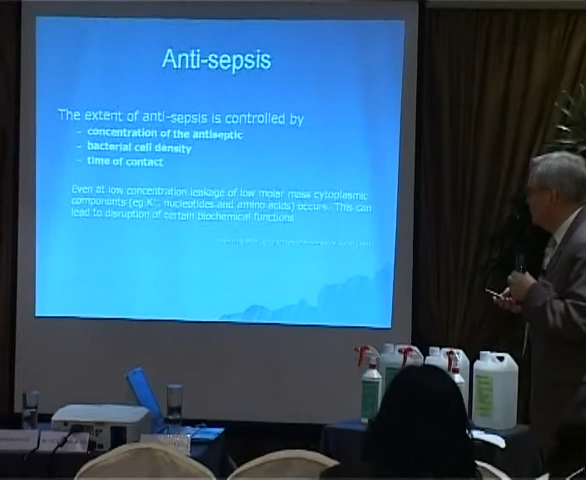 Anti-sepsis
The extent of anti-sepsis is controlled by
- concentration of the antiseptic
- bacterial cell density
- time of contact
Even at low concentration leakage of low molar mass cytoplasmic
components (eg K⁺, nucleotides and amino acids) occurs. This can
lead to disruption of certain biochemical functions